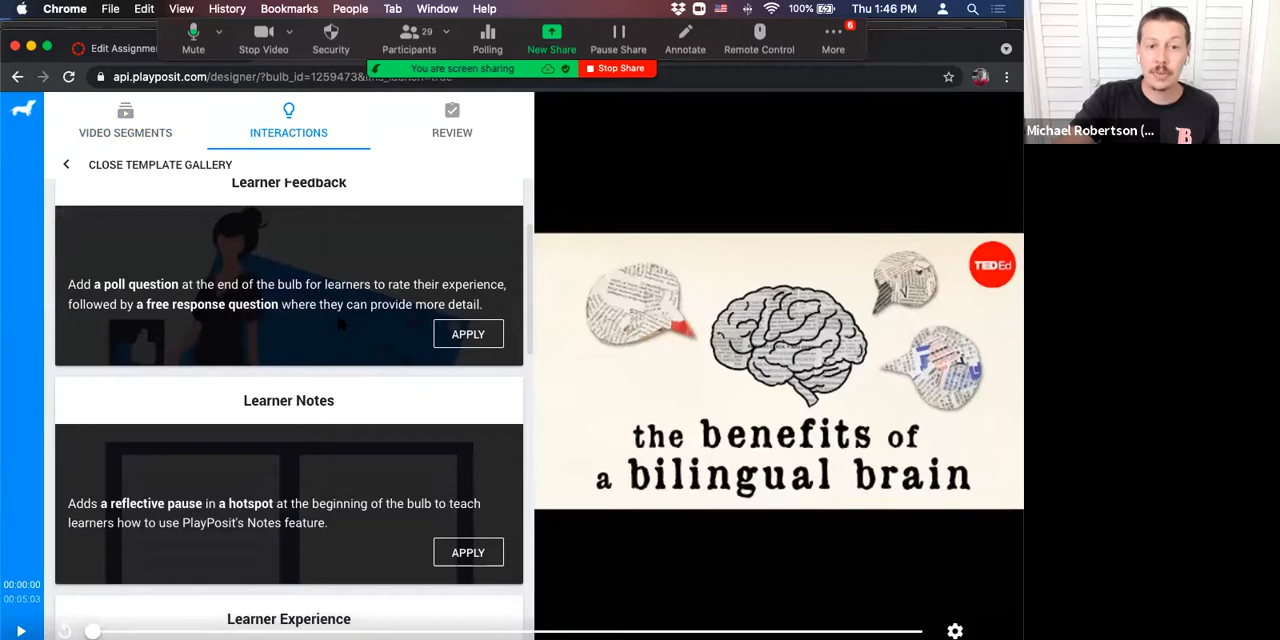 Chrome File Edit View History Bookmarks People Tab Window Help 100% Thu 1:46 PM
Edit Assignme
Mute Stop Video Security Participants 29 Polling New Share Pause Share Annotate Remote Control More 6
You are screen sharing Stop Share
api.playposit.com/designer/?bulb_id=1259473&lms_launch=true
VIDEO SEGMENTS INTERACTIONS REVIEW
Michael Robertson (...
CLOSE TEMPLATE GALLERY
Learner Feedback
Add a poll question at the end of the bulb for learners to rate their experience,
followed by a free response question where they can provide more detail.
APPLY
Learner Notes
Adds a reflective pause in a hotspot at the beginning of the bulb to teach
learners how to use PlayPosit's Notes feature.
APPLY
Learner Experience
00:00:00
00:05:03
TEDEd
the benefits of
a bilingual brain
B